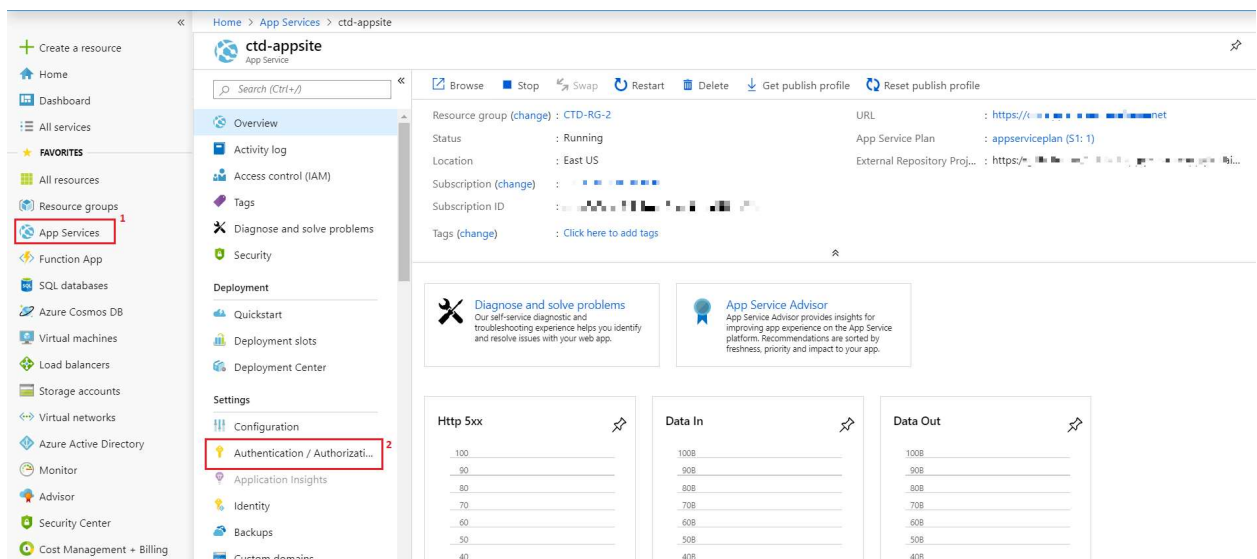 Home > App Services > ctd-appsite
«
Create a resource
Home
Dashboard
All services
FAVORITES
All resources
Resource groups
1
App Services
Function App
SQL databases
Azure Cosmos DB
Virtual machines
Load balancers
Storage accounts
Virtual networks
Azure Active Directory
Monitor
Advisor
Security Center
Cost Management + Billing
ctd-appsite
App Service
Search (Ctrl+/)
«
Overview
Activity log
Access control (IAM)
Tags
Diagnose and solve problems
Security
Deployment
Quickstart
Deployment slots
Deployment Center
Settings
Configuration
Authentication / Authorizati...
2
Application Insights
Identity
Backups
Custom domains
Browse Stop Swap Restart Delete Get publish profile Reset publish profile
Resource group (change) : CTD-RG-2
Status : Running
Location : East US
Subscription (change) :
Subscription ID :
Tags (change) : Click here to add tags
URL : https:// net
App Service Plan : appserviceplan (S1: 1)
External Repository Proj... : https:/ ...
Diagnose and solve problems
Our self-service diagnostic and
troubleshooting experience helps you identify
and resolve issues with your web app.
App Service Advisor
App Service Advisor provides insights for
improving app experience on the App Service
platform. Recommendations are sorted by
freshness, priority and impact to your app.
Http 5xx
100
90
80
70
60
50
40
Data In
100B
90B
80B
70B
60B
50B
40B
Data Out
100B
90B
80B
70B
60B
50B
40B